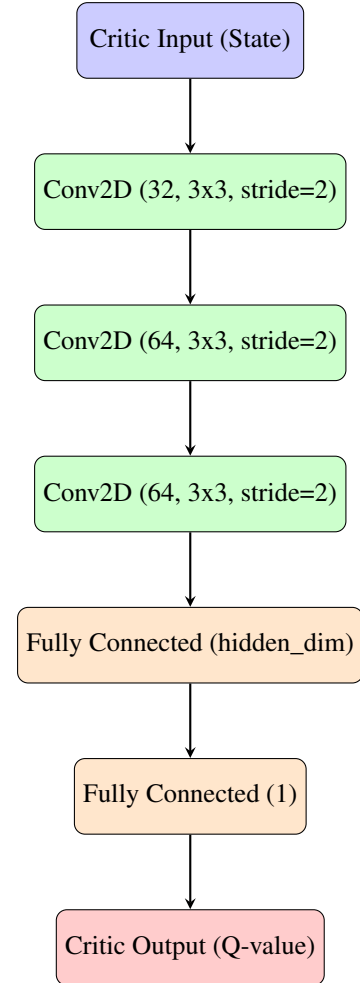 Critic Input (State)
Conv2D (32, 3x3, stride=2)
Conv2D (64, 3x3, stride=2)
Conv2D (64, 3x3, stride=2)
Fully Connected (hidden_dim)
Fully Connected (1)
Critic Output (Q-value)